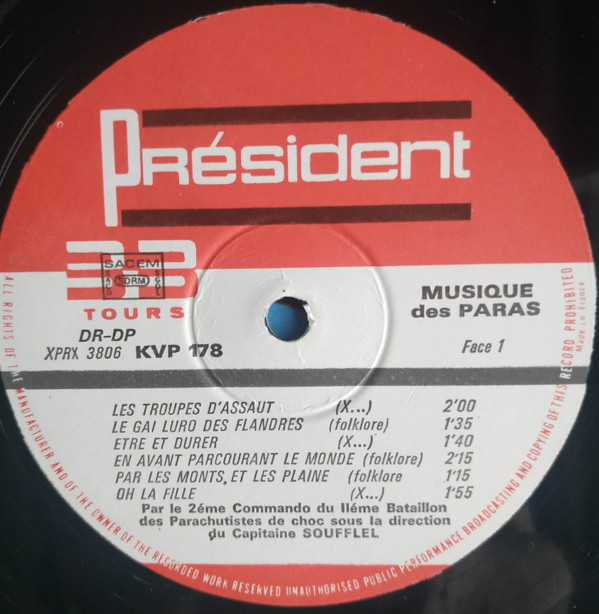 Président
33
SACEM
SACD SDRM SGDL
TOURS
MUSIQUE
des PARAS
DR-DP
XPRX 3806 KVP 178
Face 1
LES TROUPES D'ASSAUT (X...) 2'00
LE GAI LURO DES FLANDRES (folklore) 1'35
ETRE ET DURER (X...) 1'40
EN AVANT PARCOURANT LE MONDE (folklore) 2'15
PAR LES MONTS, ET LES PLAINE (folklore 1'15
OH LA FILLE (X...) 1'55
Par le 2éme Commando du IIéme Bataillon
des Parachutistes de choc sous la direction
du Capitaine SOUFFLEL
ALL RIGHTS OF THE MANUFACTURER AND OF THE OWNER OF THE RECORDED WORK RESERVED UNAUTHORISED PUBLIC PERFORMANCE BROADCASTING AND COPYING OF THIS RECORD PROHIBITED
Made in France